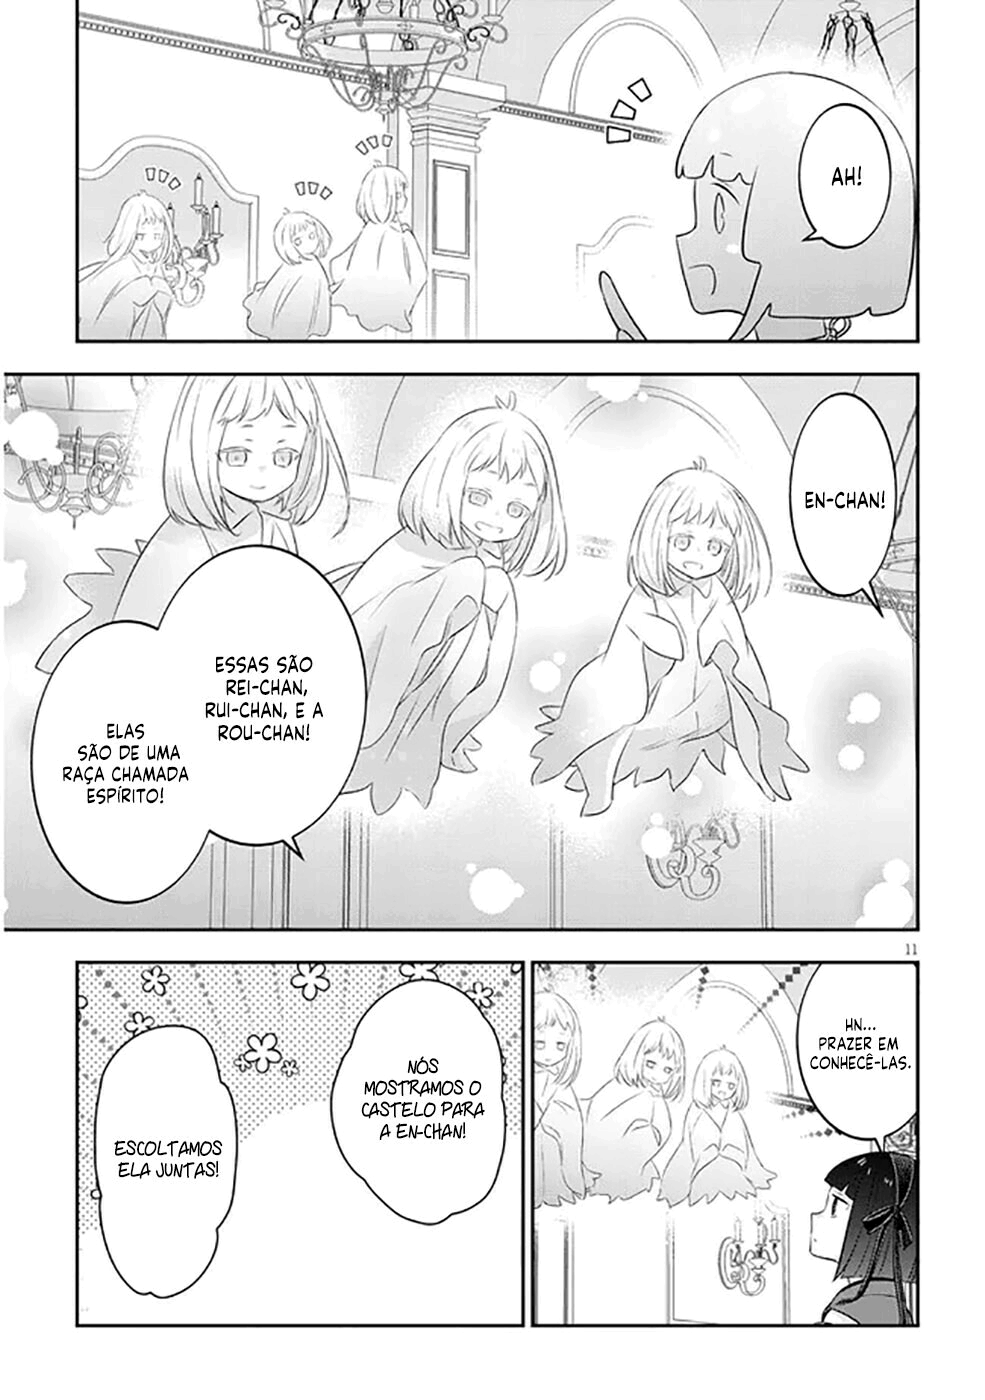 AH!
EN-CHAN!
ESSAS SÃO
REI-CHAN,
RUI-CHAN, E A
ROU-CHAN!
ELAS
SÃO DE UMA
RAÇA CHAMADA
ESPÍRITO!
11
HN...
PRAZER EM
CONHECÊ-LAS.
NÓS
MOSTRAMOS O
CASTELO PARA
A EN-CHAN!
ESCOLTAMOS
ELA JUNTAS!